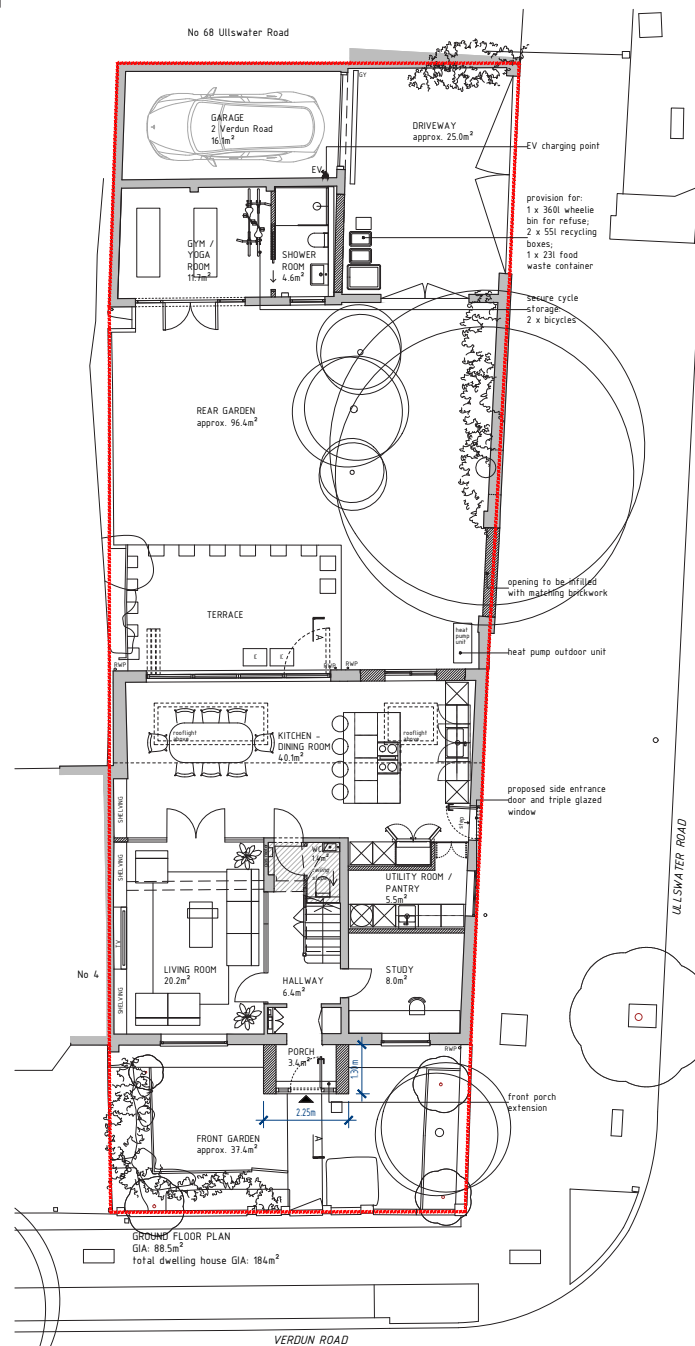 No 68 Ullswater Road
GY
GARAGE
2 Verdun Road
16.1m²
DRIVEWAY
approx. 25.0m²
EV charging point
EV
provision for:
1 x 360l wheelie
bin for refuse;
2 x 55l recycling
boxes;
1 x 23l food
waste container
GYM /
YOGA
ROOM
11.7m²
SHOWER
ROOM
4.6m²
secure cycle
storage:
2 x bicycles
REAR GARDEN
approx. 96.4m²
opening to be infilled
with matching brickwork
TERRACE
A
heat
pump
unit
heat pump outdoor unit
E
E
RWP
RWP
RWP
rooflight
above
KITCHEN -
DINING ROOM
40.1m²
rooflight
above
SHELVING
proposed side entrance
door and triple glazed
window
step
ULLSWATER ROAD
WC
1.4m²
SHELVING
UTILITY ROOM /
PANTRY
5.5m²
TV
No 4
LIVING ROOM
20.2m²
HALLWAY
6.4m²
STUDY
8.0m²
SHELVING
PORCH
3.4m²
RWP
1.30m
2.25m
front porch
extension
FRONT GARDEN
approx. 37.4m²
A
GROUND FLOOR PLAN
GIA: 88.5m²
total dwelling house GIA: 184m²
VERDUN ROAD